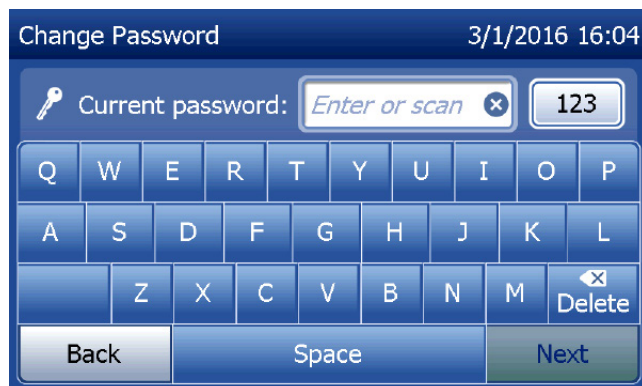 Change Password 3/1/2016 16:04
Current password: Enter or scan 123
Q W E R T Y U I O P
A S D F G H J K L
Z X C V B N M Delete
Back Space Next